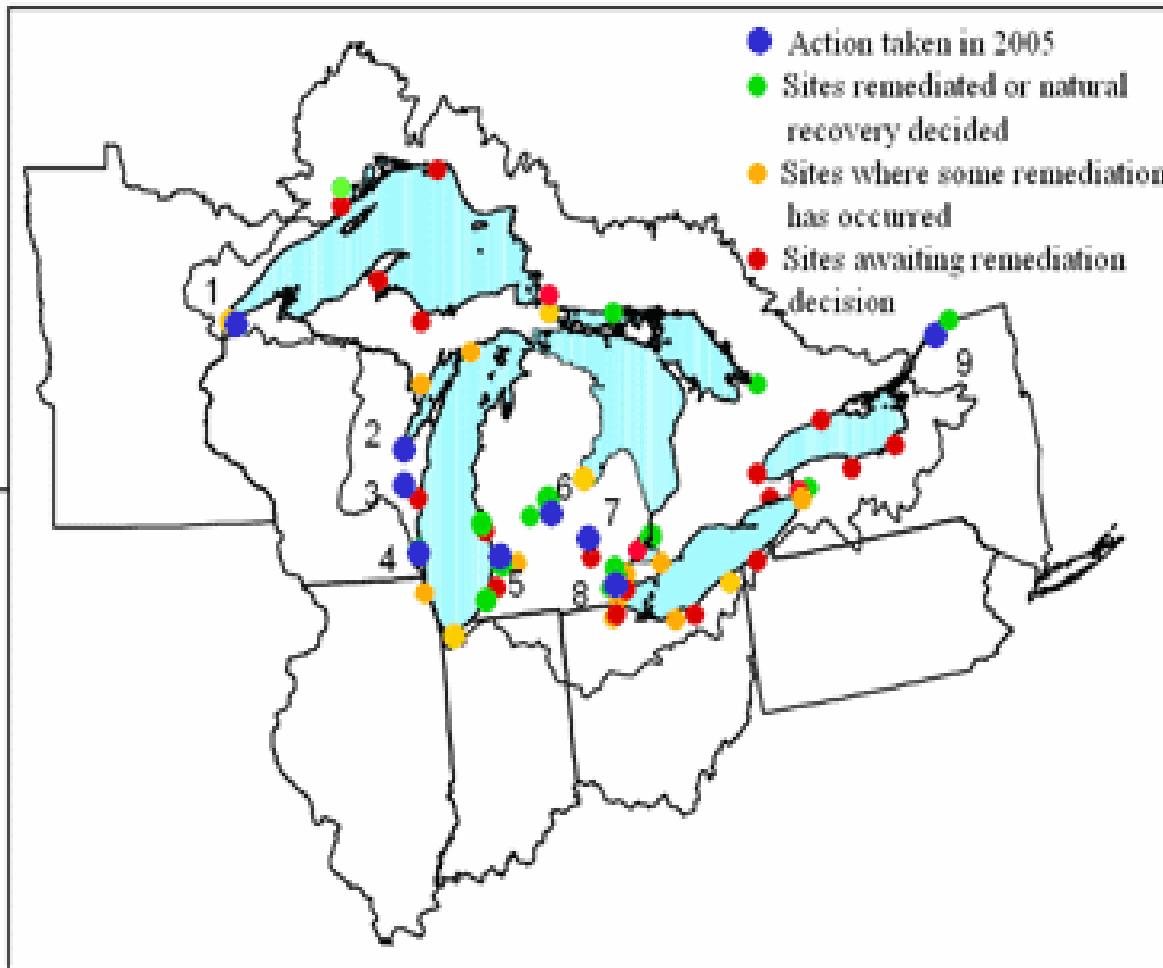 Action taken in 2005
Sites remediated or natural
recovery decided
Sites where some remediation
has occurred
Sites awaiting remediation
decision
1
9
2
3
6
7
4
5
8